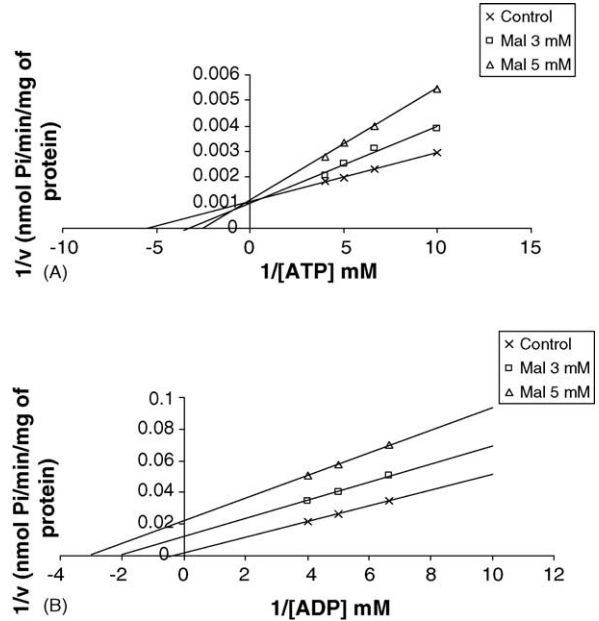 × Control
□ Mal 3 mM
△ Mal 5 mM
1/v (nmol Pi/min/mg of
protein)
0.006
0.005
0.004
0.003
0.002
0.001
0
-10
-5
0
5
10
15
(A)
1/[ATP] mM
× Control
□ Mal 3 mM
△ Mal 5 mM
1/v (nmol Pi/min/mg of
protein)
0.1
0.08
0.06
0.04
0.02
0
-4
-2
0
2
4
6
8
10
12
(B)
1/[ADP] mM